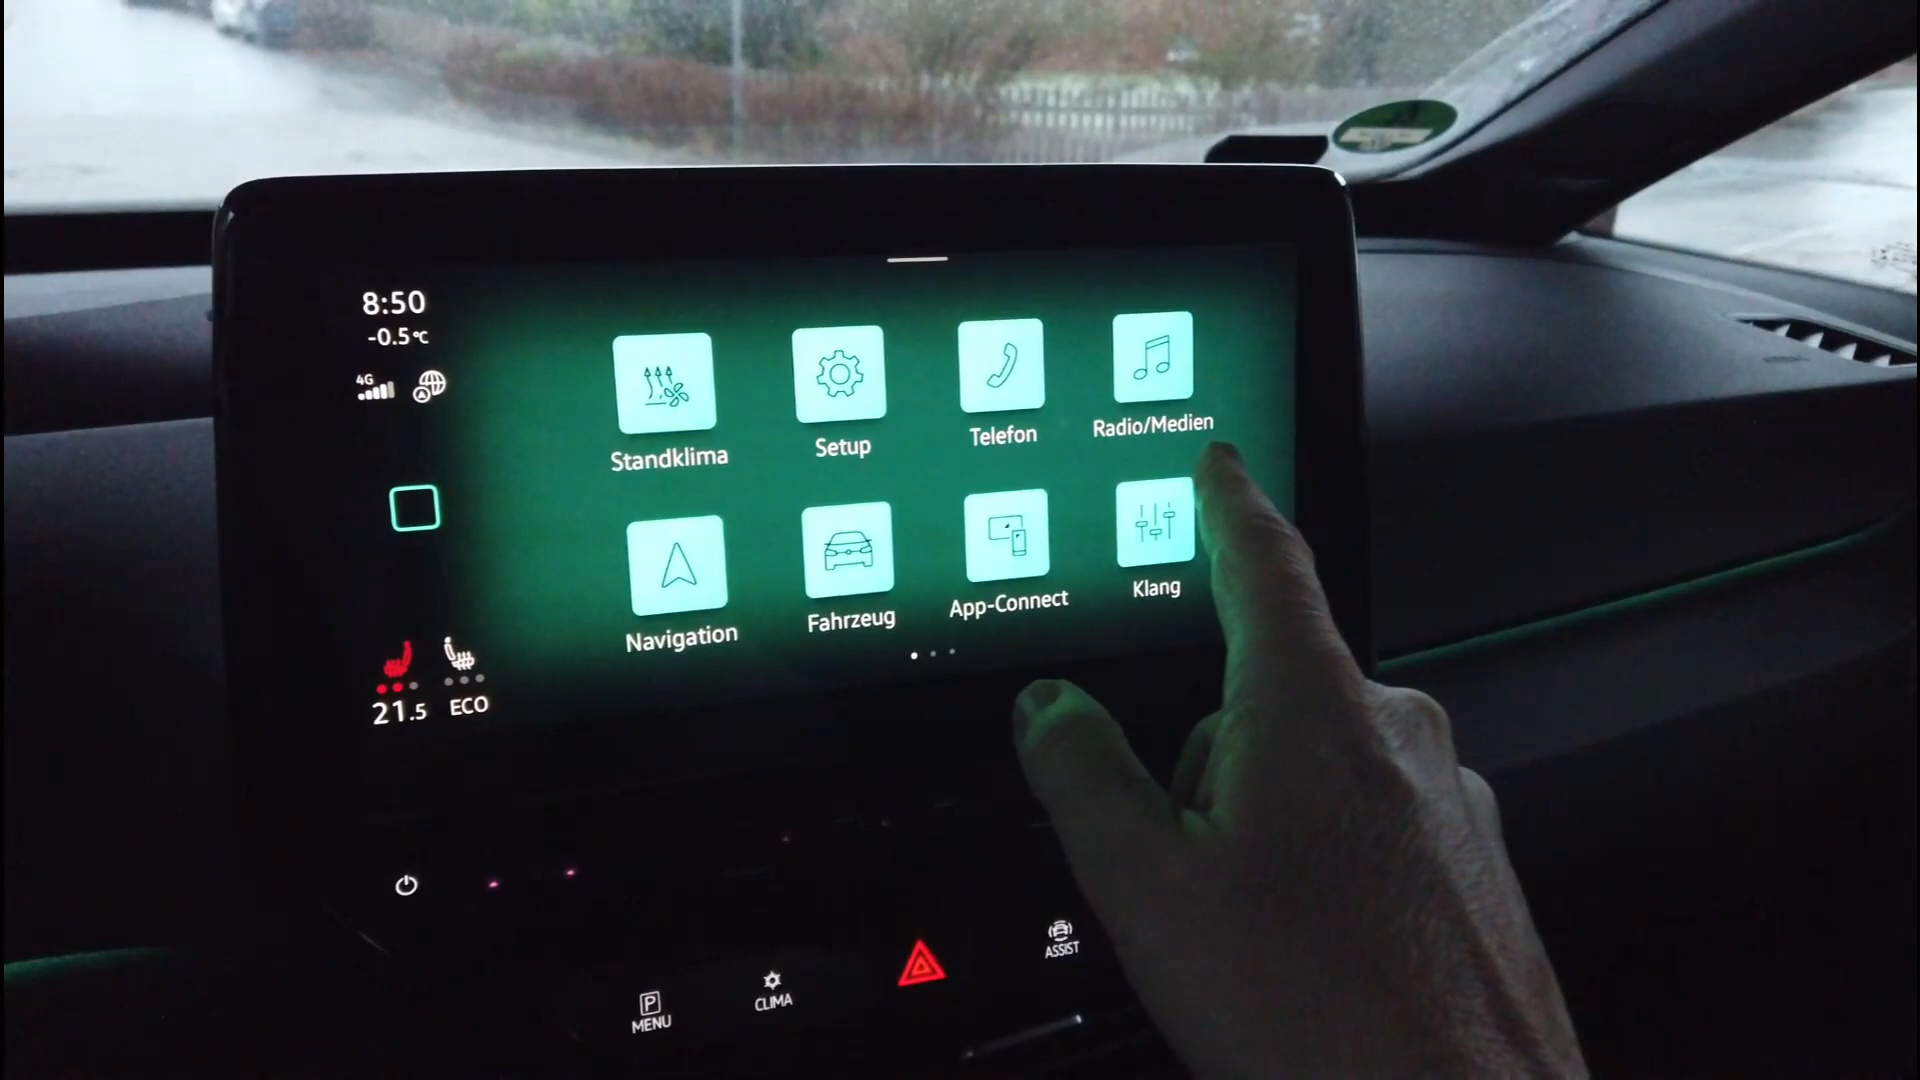 8:50
-0.5°C
4G
Standklima
Setup
Telefon
Radio/Medien
Navigation
Fahrzeug
App-Connect
Klang
21.5
ECO
P
MENU
CLIMA
ASSIST